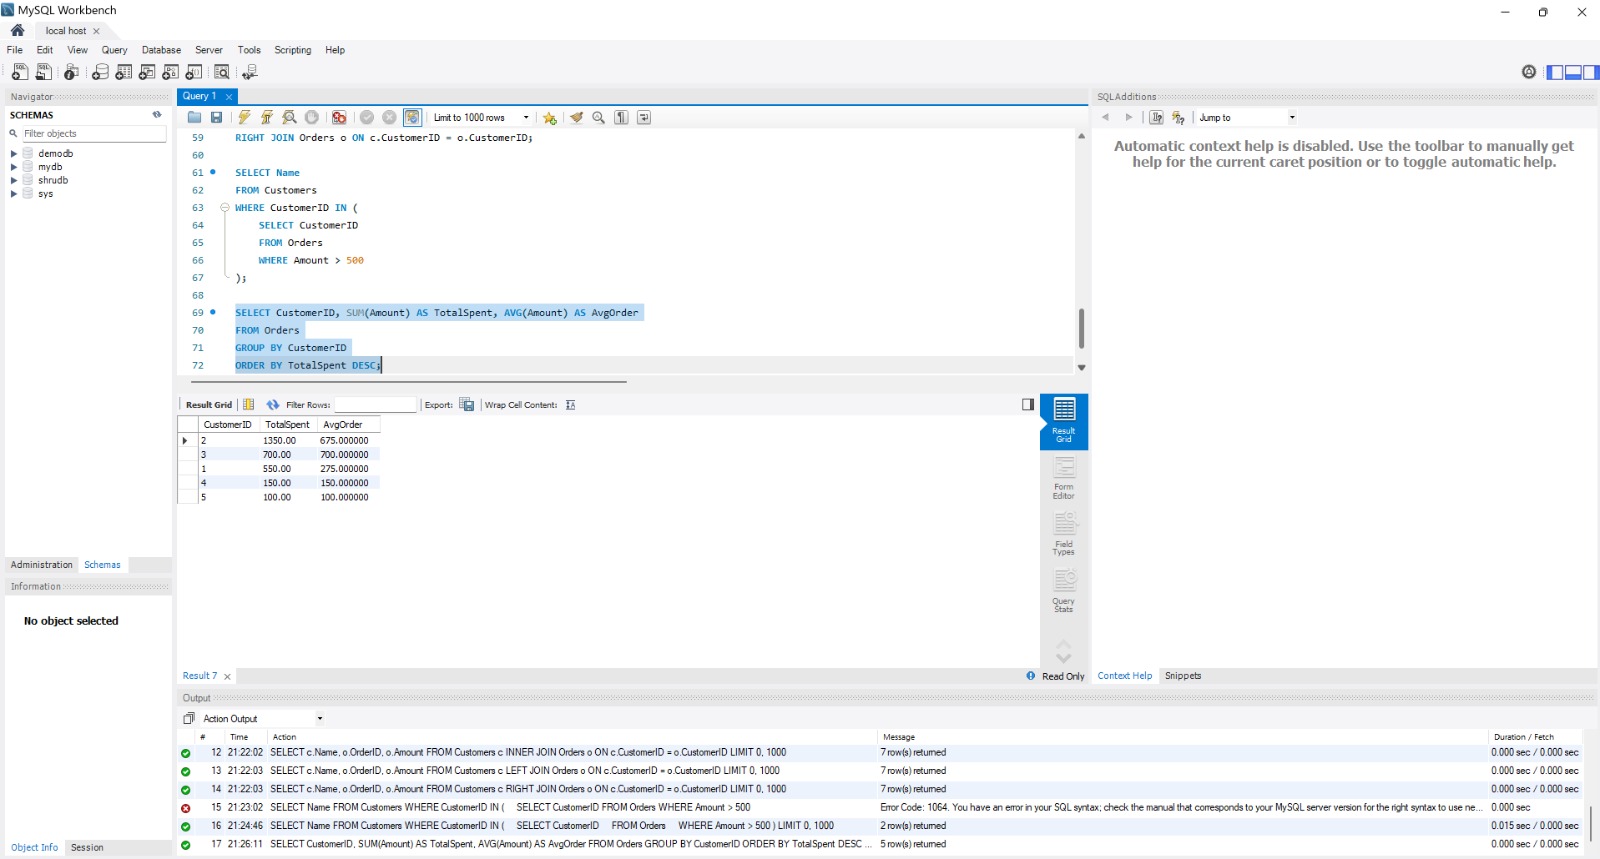 MySQL Workbench
local host
File Edit View Query Database Server Tools Scripting Help
Navigator
SCHEMAS
Filter objects
demodb
mydb
shrudb
sys
Administration Schemas
Information
No object selected
Object Info Session
Query 1
Limit to 1000 rows
59 RIGHT JOIN Orders o ON c.CustomerID = o.CustomerID;
60
61 SELECT Name
62 FROM Customers
63 WHERE CustomerID IN (
64 SELECT CustomerID
65 FROM Orders
66 WHERE Amount > 500
67 );
68
69 SELECT CustomerID, SUM(Amount) AS TotalSpent, AVG(Amount) AS AvgOrder
70 FROM Orders
71 GROUP BY CustomerID
72 ORDER BY TotalSpent DESC;
Result Grid Filter Rows: Export: Wrap Cell Content:
CustomerID TotalSpent AvgOrder
2 1350.00 675.000000
3 700.00 700.000000
1 550.00 275.000000
4 150.00 150.000000
5 100.00 100.000000
Result
Grid
Form
Editor
Field
Types
Query
Stats
Result 7
Read Only
SQLAdditions
Jump to
Automatic context help is disabled. Use the toolbar to manually get
help for the current caret position or to toggle automatic help.
Context Help Snippets
Output
Action Output
# Time Action Message Duration / Fetch
12 21:22:02 SELECT c.Name, o.OrderID, o.Amount FROM Customers c INNER JOIN Orders o ON c.CustomerID = o.CustomerID LIMIT 0, 1000 7 row(s) returned 0.000 sec / 0.000 sec
13 21:22:03 SELECT c.Name, o.OrderID, o.Amount FROM Customers c LEFT JOIN Orders o ON c.CustomerID = o.CustomerID LIMIT 0, 1000 7 row(s) returned 0.000 sec / 0.000 sec
14 21:22:03 SELECT c.Name, o.OrderID, o.Amount FROM Customers c RIGHT JOIN Orders o ON c.CustomerID = o.CustomerID LIMIT 0, 1000 7 row(s) returned 0.000 sec / 0.000 sec
15 21:23:02 SELECT Name FROM Customers WHERE CustomerID IN ( SELECT CustomerID FROM Orders WHERE Amount > 500 Error Code: 1064. You have an error in your SQL syntax; check the manual that corresponds to your MySQL server version for the right syntax to use ne... 0.000 sec
16 21:24:46 SELECT Name FROM Customers WHERE CustomerID IN ( SELECT CustomerID FROM Orders WHERE Amount > 500 ) LIMIT 0, 1000 2 row(s) returned 0.015 sec / 0.000 sec
17 21:26:11 SELECT CustomerID, SUM(Amount) AS TotalSpent, AVG(Amount) AS AvgOrder FROM Orders GROUP BY CustomerID ORDER BY TotalSpent DESC ... 5 row(s) returned 0.000 sec / 0.000 sec